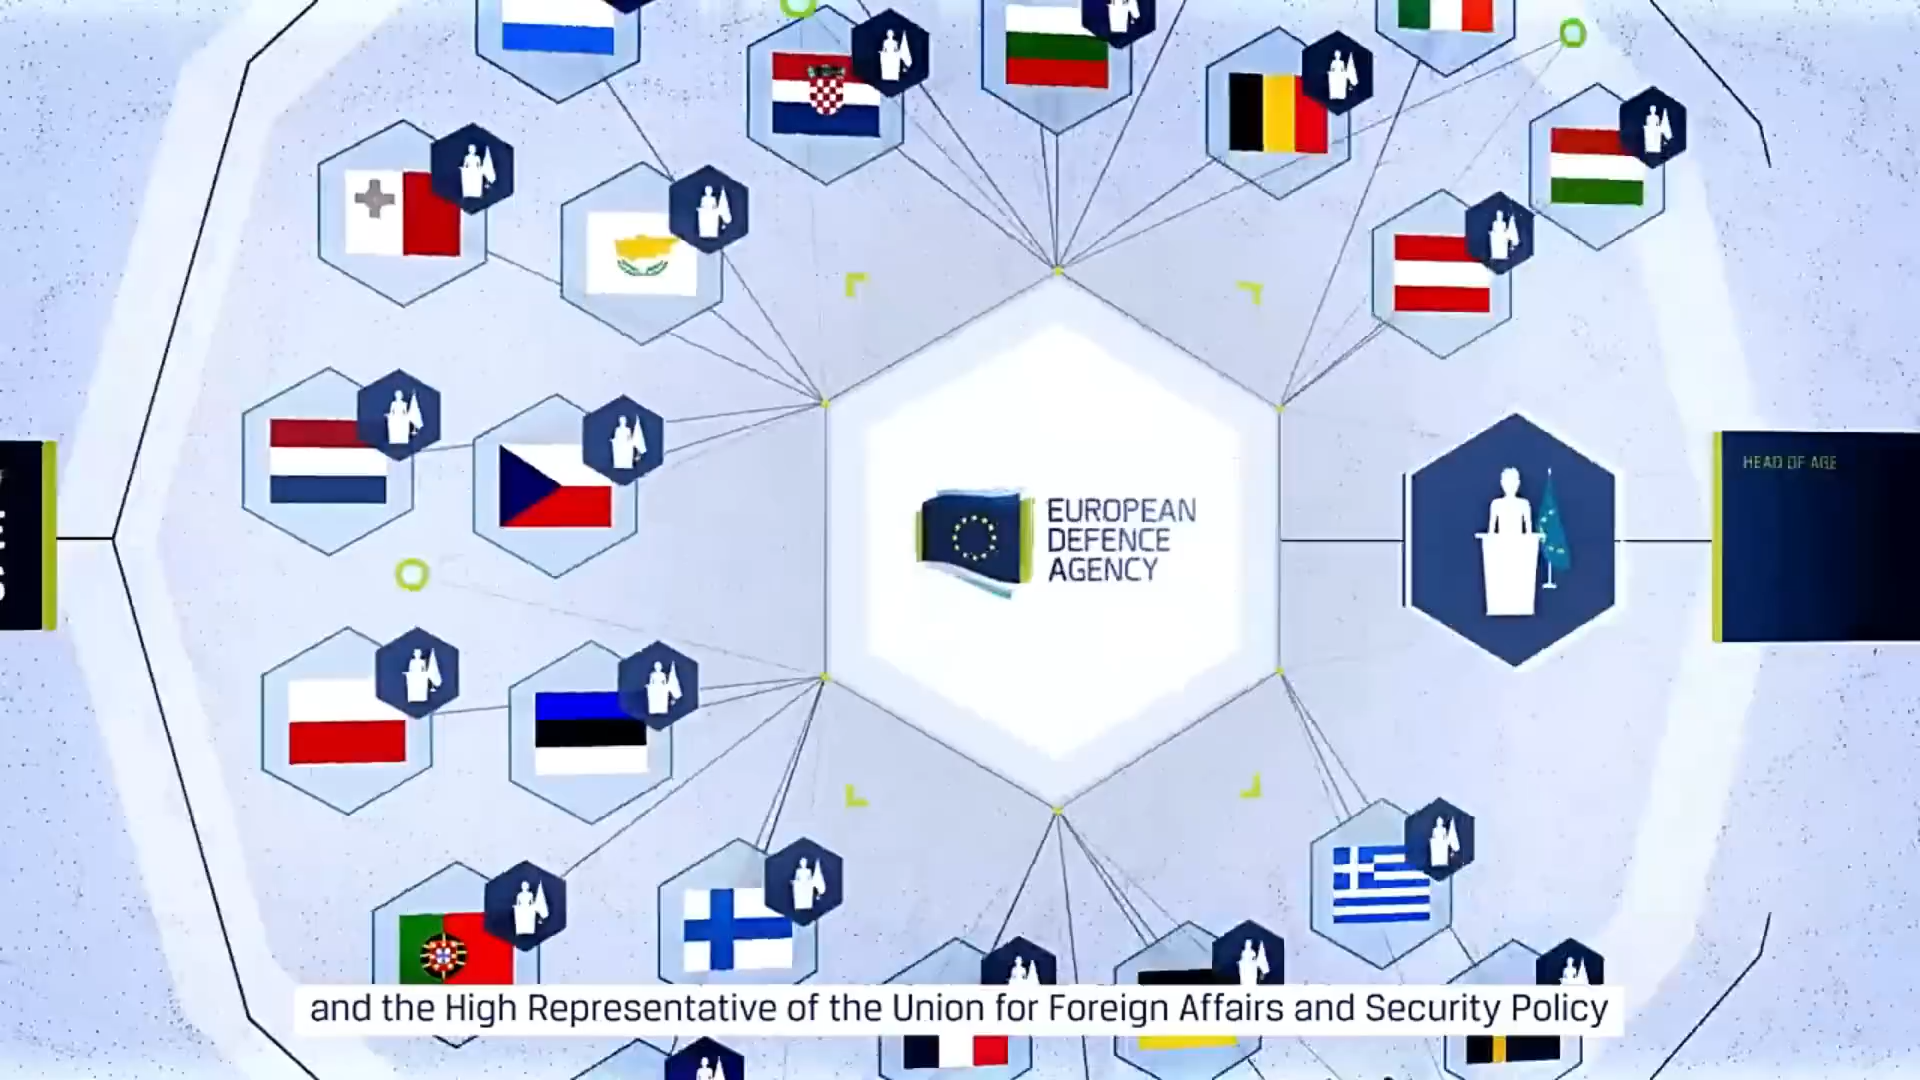 EUROPEAN
DEFENCE
AGENCY
HEAD OF AGE
and the High Representative of the Union for Foreign Affairs and Security Policy